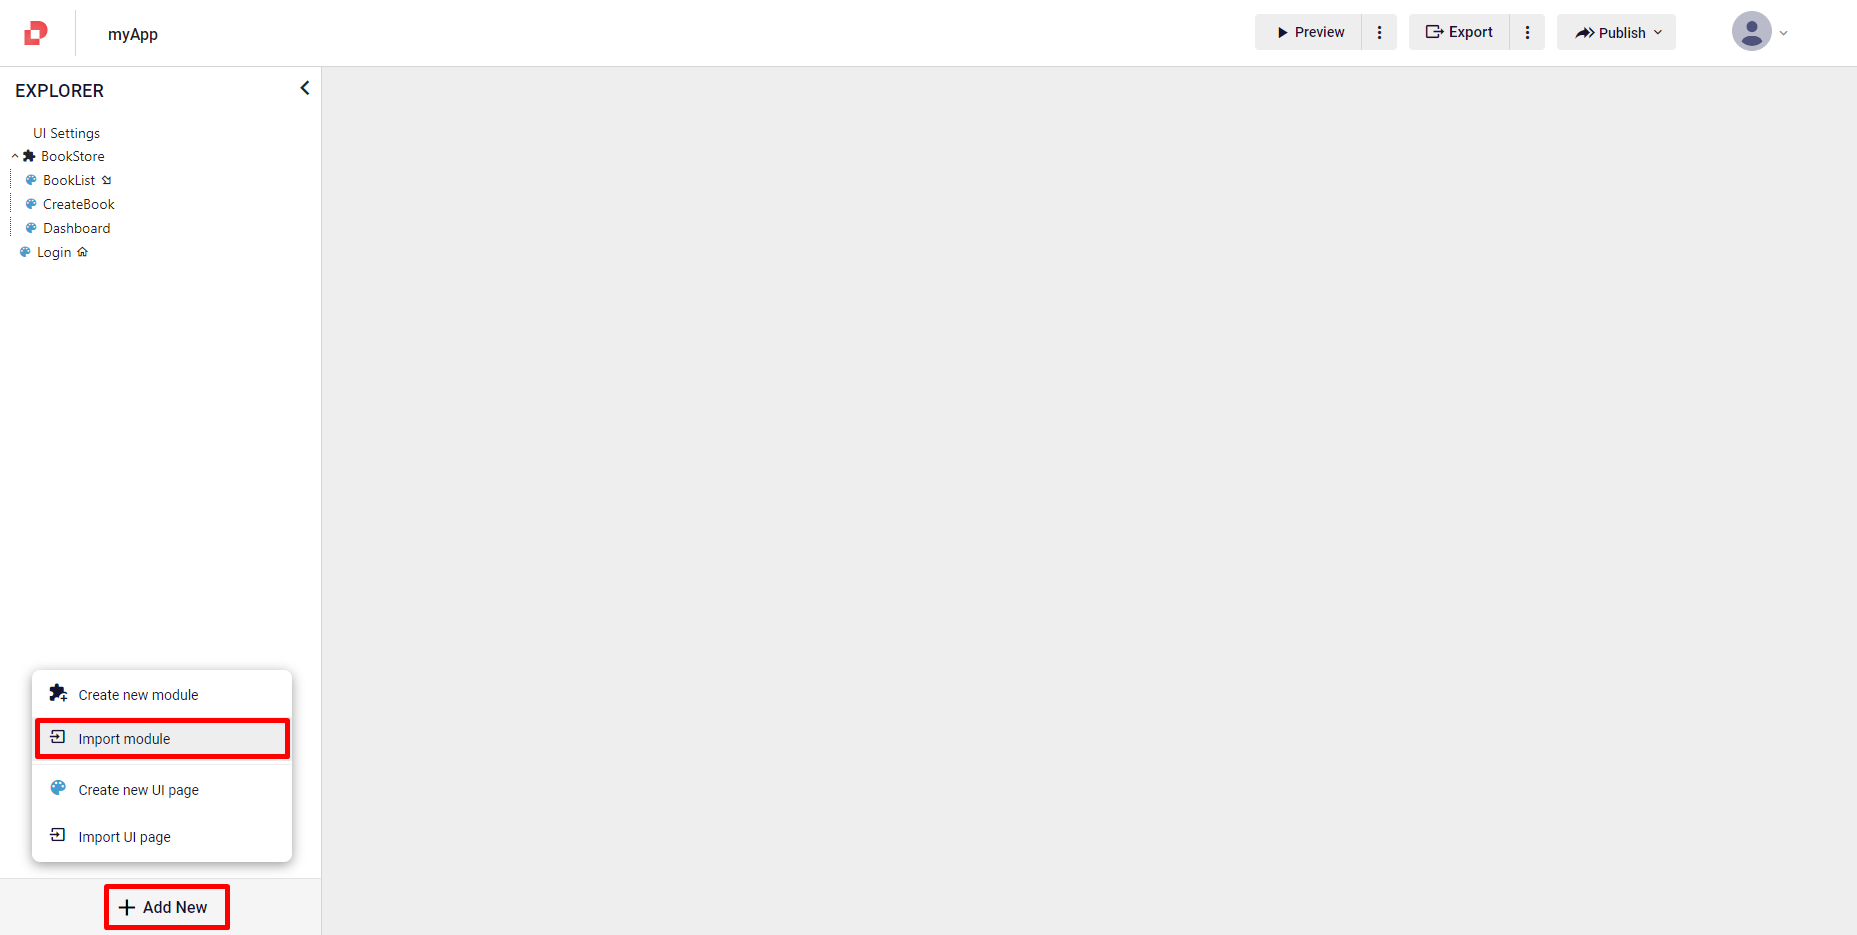 myApp
Preview
Export
Publish
EXPLORER
UI Settings
BookStore
BookList
CreateBook
Dashboard
Login
Create new module
Import module
Create new UI page
Import UI page
Add New